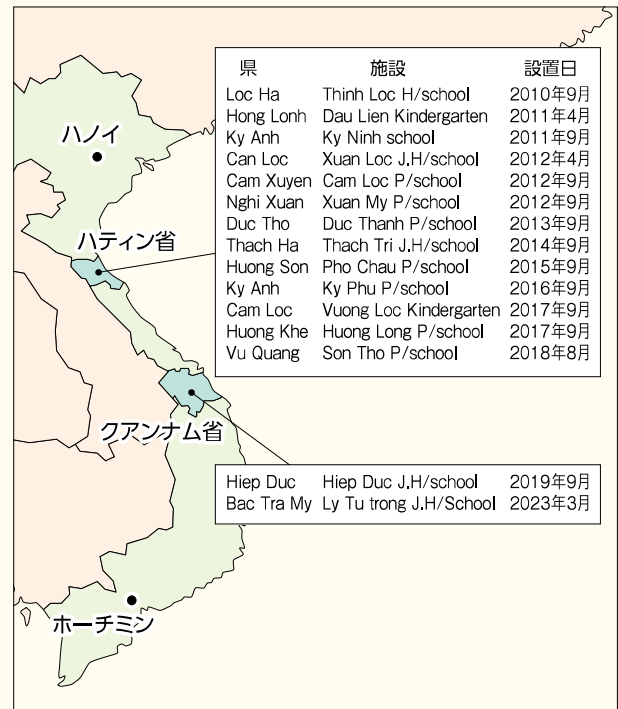 県 施設 設置日
Loc Ha Thinh Loc H/school 2010年9月
Hong Lonh Dau Lien Kindergarten 2011年4月
Ky Anh Ky Ninh school 2011年9月
Can Loc Xuan Loc J.H/school 2012年4月
Cam Xuyen Cam Loc P/school 2012年9月
Nghi Xuan Xuan My P/school 2012年9月
Duc Tho Duc Thanh P/school 2013年9月
Thach Ha Thach Tri J.H/school 2014年9月
Huong Son Pho Chau P/school 2015年9月
Ky Anh Ky Phu P/school 2016年9月
Cam Loc Vuong Loc Kindergarten 2017年9月
Huong Khe Huong Long P/school 2017年9月
Vu Quang Son Tho P/school 2018年8月
ハノイ
ハティン省
クアンナム省
Hiep Duc Hiep Duc J.H/school 2019年9月
Bac Tra My Ly Tu trong J.H/School 2023年3月
ホーチミン